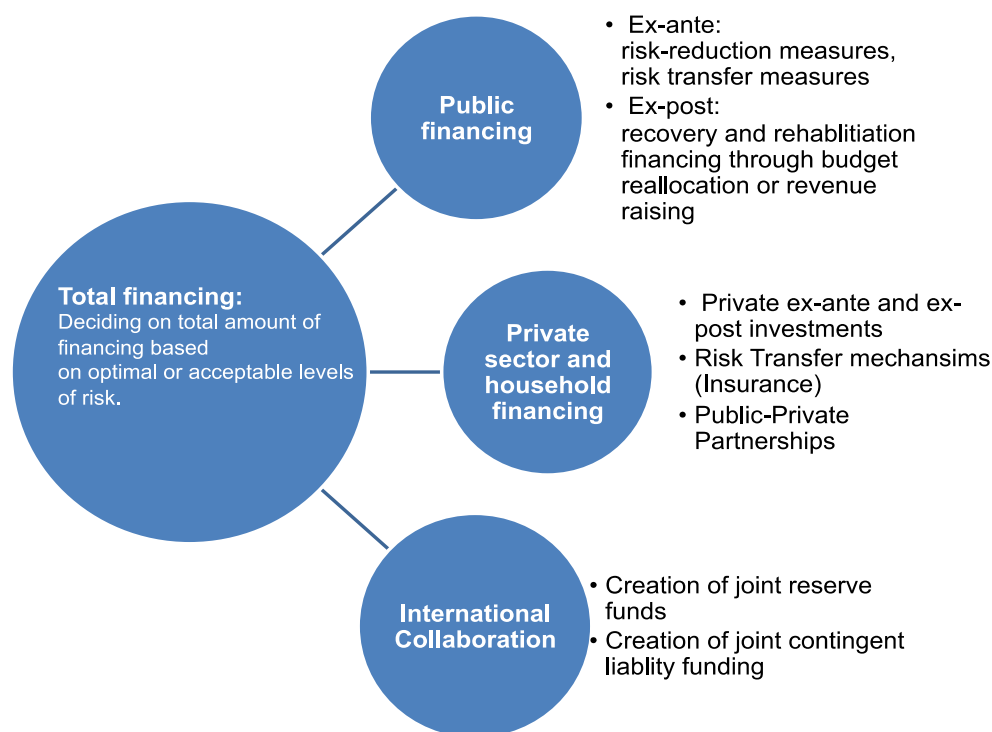 Public
financing
• Ex-ante:
risk-reduction measures,
risk transfer measures
• Ex-post:
recovery and rehablitiation
financing through budget
reallocation or revenue
raising
Total financing:
Deciding on total amount of
financing based
on optimal or acceptable levels
of risk.
Private
sector and
household
financing
• Private ex-ante and ex-
post investments
• Risk Transfer mechansims
(Insurance)
• Public-Private
Partnerships
International
Collaboration
• Creation of joint reserve
funds
• Creation of joint contingent
liablity funding